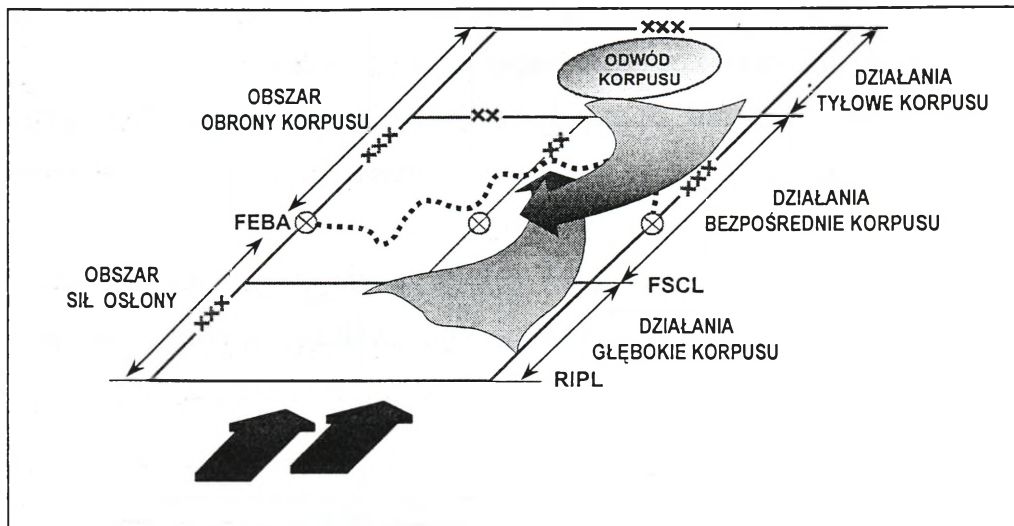 XXX
ODWÓD
KORPUSU
DZIAŁANIA
TYŁOWE KORPUSU
OBSZAR
OBRONY KORPUSU
XX
XXX
XX
XXX
DZIAŁANIA
BEZPOŚREDNIE KORPUSU
FEBA
OBSZAR
SIŁ OSŁONY
XXX
FSCL
DZIAŁANIA
GŁĘBOKIE KORPUSU
RIPL